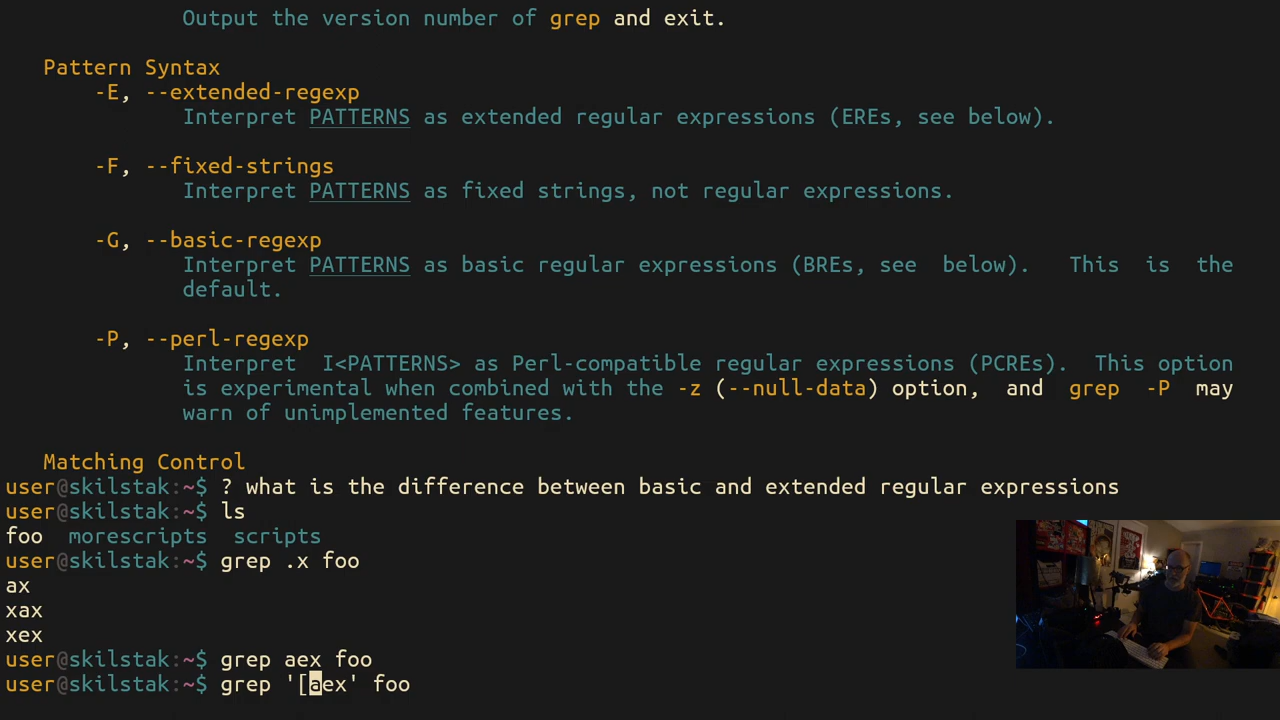 Output the version number of grep and exit.
Pattern Syntax
-E, --extended-regexp
Interpret PATTERNS as extended regular expressions (EREs, see below).
-F, --fixed-strings
Interpret PATTERNS as fixed strings, not regular expressions.
-G, --basic-regexp
Interpret PATTERNS as basic regular expressions (BREs, see below). This is the
default.
-P, --perl-regexp
Interpret I<PATTERNS> as Perl-compatible regular expressions (PCREs). This option
is experimental when combined with the -z (--null-data) option, and grep -P may
warn of unimplemented features.
Matching Control
user@skilstak:~$ ? what is the difference between basic and extended regular expressions
user@skilstak:~$ ls
foo morescripts scripts
user@skilstak:~$ grep .x foo
ax
xax
xex
user@skilstak:~$ grep aex foo
user@skilstak:~$ grep '[aex' foo